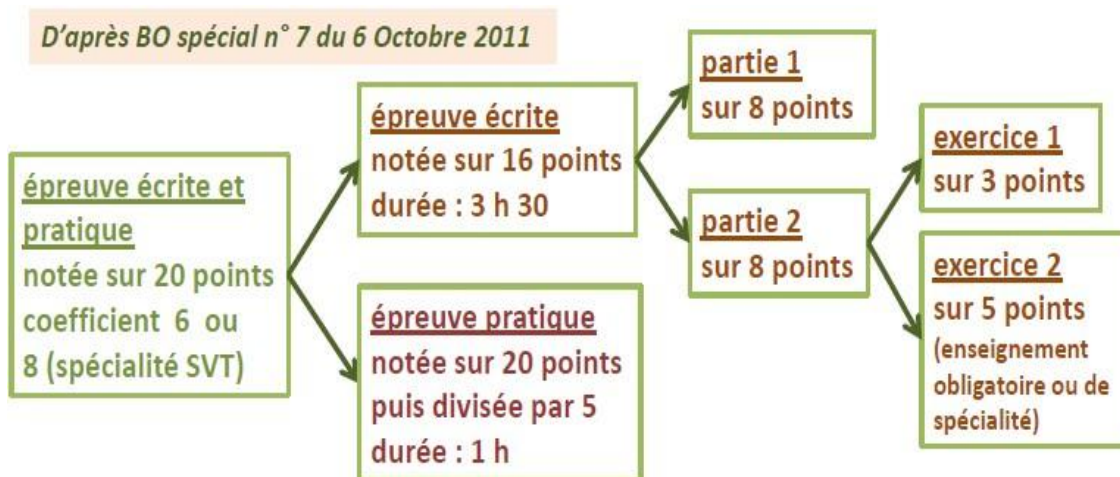 D'après BO spécial n° 7 du 6 Octobre 2011
épreuve écrite et
pratique
notée sur 20 points
coefficient 6 ou
8 (spécialité SVT)
épreuve écrite
notée sur 16 points
durée : 3 h 30
épreuve pratique
notée sur 20 points
puis divisée par 5
durée : 1 h
partie 1
sur 8 points
partie 2
sur 8 points
exercice 1
sur 3 points
exercice 2
sur 5 points
(enseignement
obligatoire ou de
spécialité)